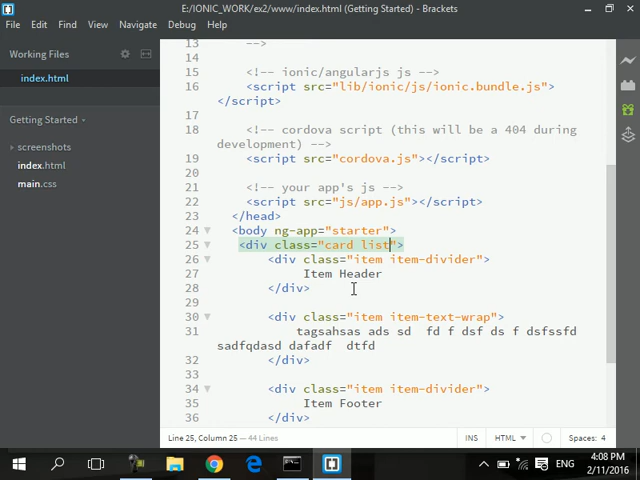 E:/IONIC_WORK/ex2/www/index.html (Getting Started) - Brackets
File Edit Find View Navigate Debug Help
Working Files
index.html
Getting Started
screenshots
index.html
main.css
13 -->
14
15 <!-- ionic/angularjs js -->
16 <script src="lib/ionic/js/ionic.bundle.js">
</script>
17
18 <!-- cordova script (this will be a 404 during
development) -->
19 <script src="cordova.js"></script>
20
21 <!-- your app's js -->
22 <script src="js/app.js"></script>
23 </head>
24 <body ng-app="starter">
25 <div class="card list">
26 <div class="item item-divider">
27 Item Header
28 </div>
29
30 <div class="item item-text-wrap">
31 tagsahsas ads sd fd f dsf ds f dsfssfd
sadfqdasd dafadf dtfd
32 </div>
33
34 <div class="item item-divider">
35 Item Footer
36 </div>
Line 25, Column 25 — 44 Lines
INS HTML Spaces: 4
ENG
4:08 PM
2/11/2016